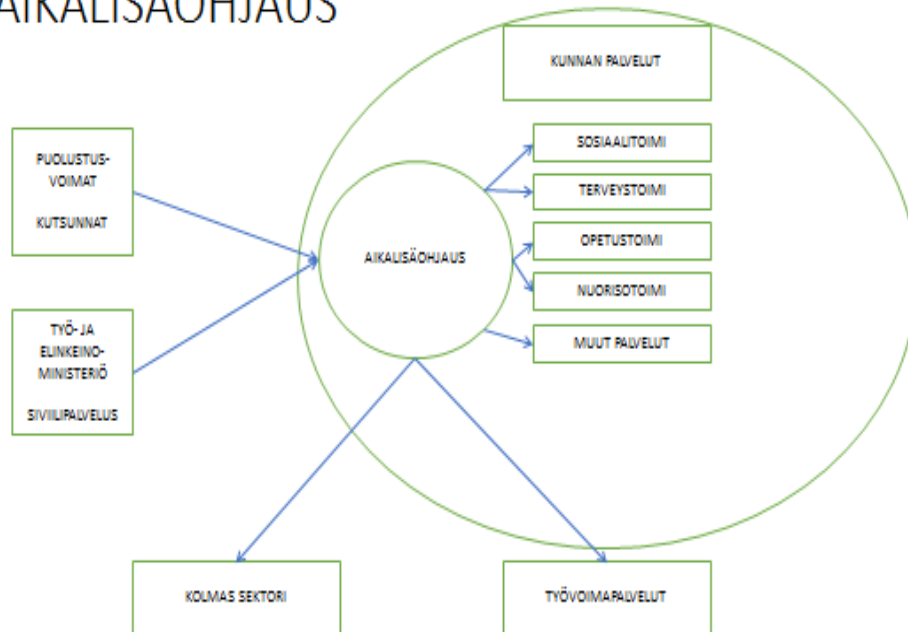 AIKALISÄOHJAUS
KUNNAN PALVELUT
PUOLUSTUS-
VOIMAT
KUTSUNNAT
SOSIAALITOIMI
TERVEYSTOIMI
OPETUSTOIMI
AIKALISÄOHJAUS
NUORISOTOIMI
MUUT PALVELUT
TYÖ- JA
ELINKEINO-
MINISTERIÖ
SIVIILIPALVELUS
KOLMAS SEKTORI
TYÖVOIMAPALVELUT